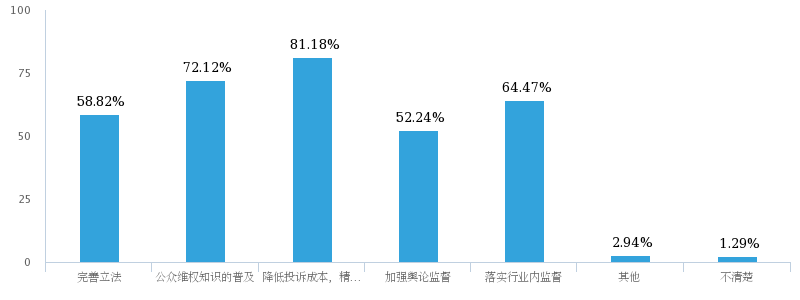 100
75
50
25
0
58.82%
72.12%
81.18%
52.24%
64.47%
2.94%
1.29%
完善立法
公众维权知识的普及
降低投诉成本，精…
加强舆论监督
落实行业内监督
其他
不清楚